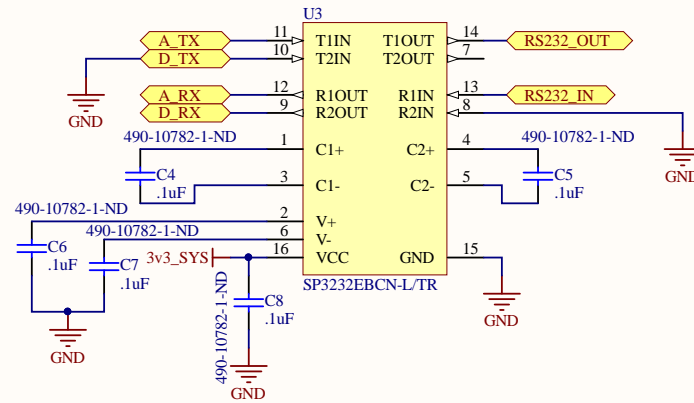 U3
A_TX 11 T1IN T1OUT 14 RS232_OUT
D_TX 10 T2IN T2OUT 7
A_RX 12 R1OUT R1IN 13 RS232_IN
D_RX 9 R2OUT R2IN 8
GND
490-10782-1-ND 1 C1+ C2+ 4 490-10782-1-ND
C4 C5
.1uF 3 C1- C2- 5 .1uF
GND
490-10782-1-ND 2 V+
490-10782-1-ND 6 V-
C6 3v3_SYS 16 VCC GND 15
.1uF C7
.1uF
SP3232EBCN-L/TR
490-10782-1-ND
C8
.1uF
GND
GND
GND